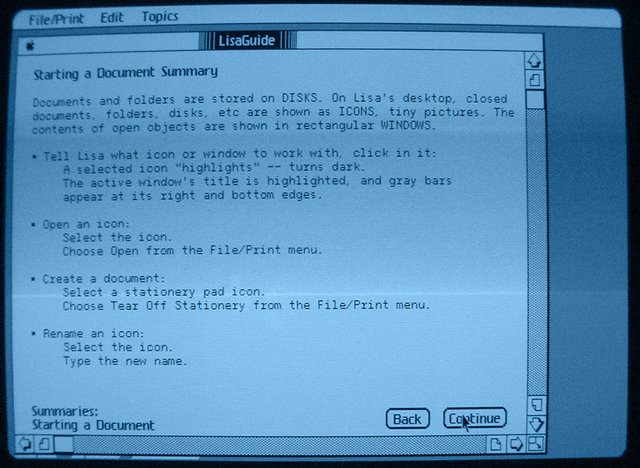 File/Print Edit Topics
LisaGuide
Starting a Document Summary
Documents and folders are stored on DISKS. On Lisa's desktop, closed
documents, folders, disks, etc are shown as ICONS, tiny pictures. The
contents of open objects are shown in rectangular WINDOWS.
• Tell Lisa what icon or window to work with, click in it:
A selected icon "highlights" -- turns dark.
The active window's title is highlighted, and gray bars
appear at its right and bottom edges.
• Open an icon:
Select the icon.
Choose Open from the File/Print menu.
• Create a document:
Select a stationery pad icon.
Choose Tear Off Stationery from the File/Print menu.
• Rename an icon:
Select the icon.
Type the new name.
Summaries:
Starting a Document
Back Continue